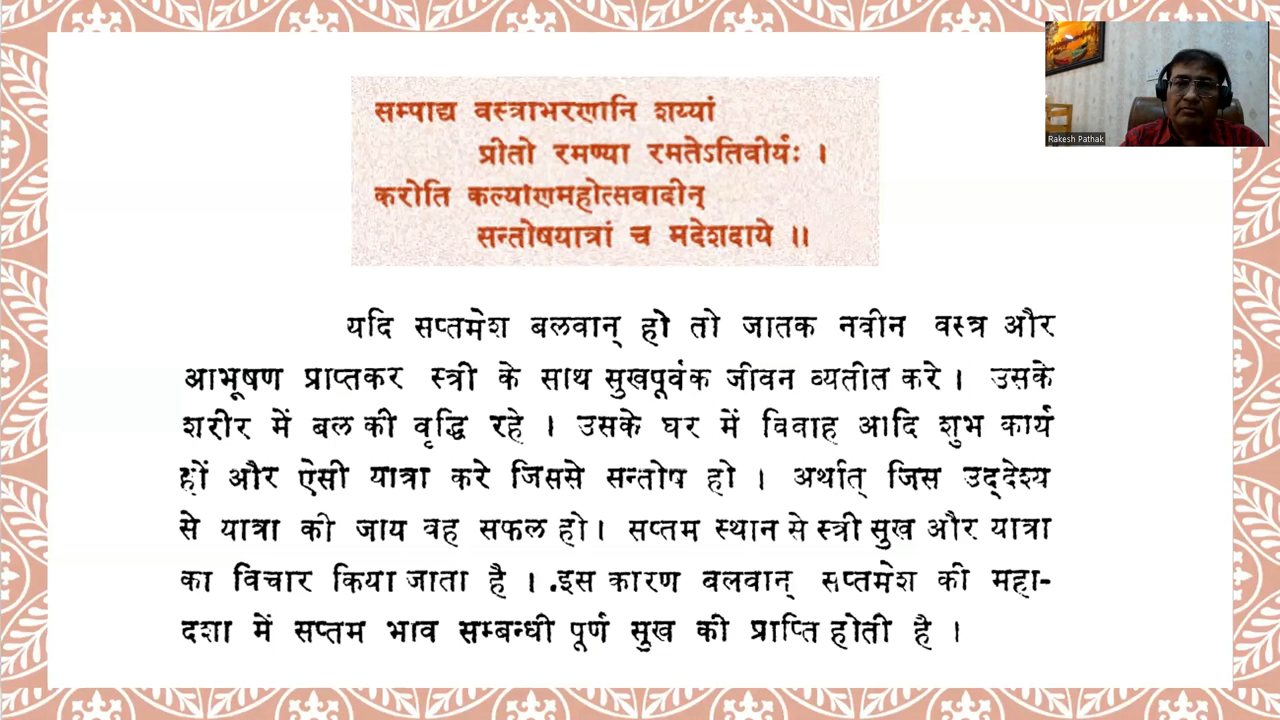 सम्पाद्य वस्त्राभरणानि शय्यां
प्रीतो रमण्या रमतेऽतिवीर्यः ।
करोति कल्याणमहोत्सवादीन्
सन्तोषयात्रां च मदेशदाये ।।
यदि सप्तमेश बलवान् हो तो जातक नवीन वस्त्र और
आभूषण प्राप्तकर स्त्री के साथ सुखपूर्वक जीवन व्यतीत करे । उसके
शरीर में बल की वृद्धि रहे । उसके घर में विवाह आदि शुभ कार्य
हों और ऐसी यात्रा करे जिससे सन्तोष हो । अर्थात् जिस उद्देश्य
से यात्रा की जाय वह सफल हो । सप्तम स्थान से स्त्री सुख और यात्रा
का विचार किया जाता है । .इस कारण बलवान् सप्तमेश की महा-
दशा में सप्तम भाव सम्बन्धी पूर्ण सुख की प्राप्ति होती है ।
Rakesh Pathak